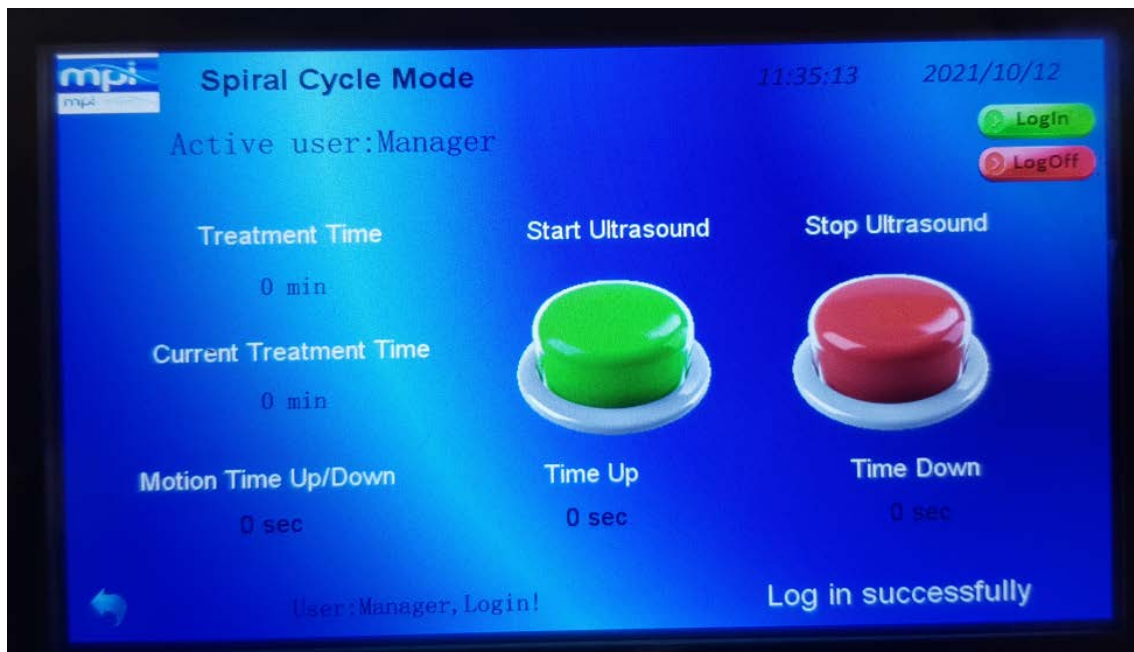 mpi
mpi
Spiral Cycle Mode
11:35:13
2021/10/12
Active user:Manager
LogIn
LogOff
Treatment Time
0 min
Start Ultrasound
Stop Ultrasound
Current Treatment Time
0 min
Motion Time Up/Down
0 sec
Time Up
0 sec
Time Down
0 sec
User:Manager,Login!
Log in successfully